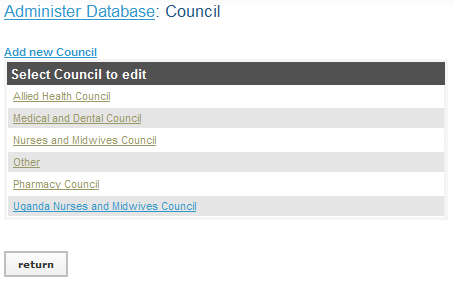 Administer Database: Council
Add new Council
Select Council to edit
Allied Health Council
Medical and Dental Council
Nurses and Midwives Council
Other
Pharmacy Council
Uganda Nurses and Midwives Council
return